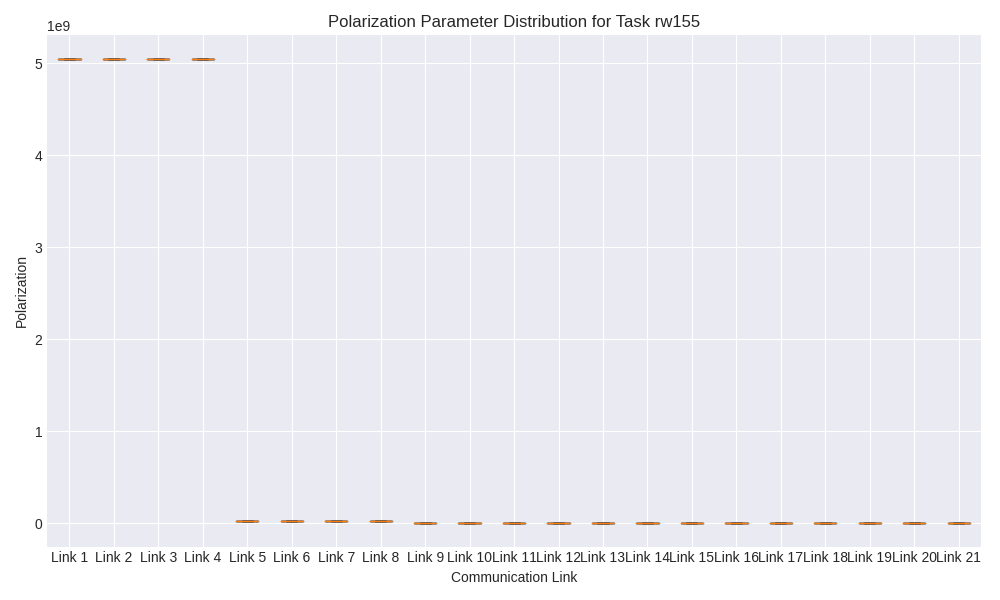 Polarization Parameter Distribution for Task rw155
1e9
5
4
3
2
1
0
Polarization
Link 1 Link 2 Link 3 Link 4 Link 5 Link 6 Link 7 Link 8 Link 9 Link 10 Link 11 Link 12 Link 13 Link 14 Link 15 Link 16 Link 17 Link 18 Link 19 Link 20 Link 21
Communication Link